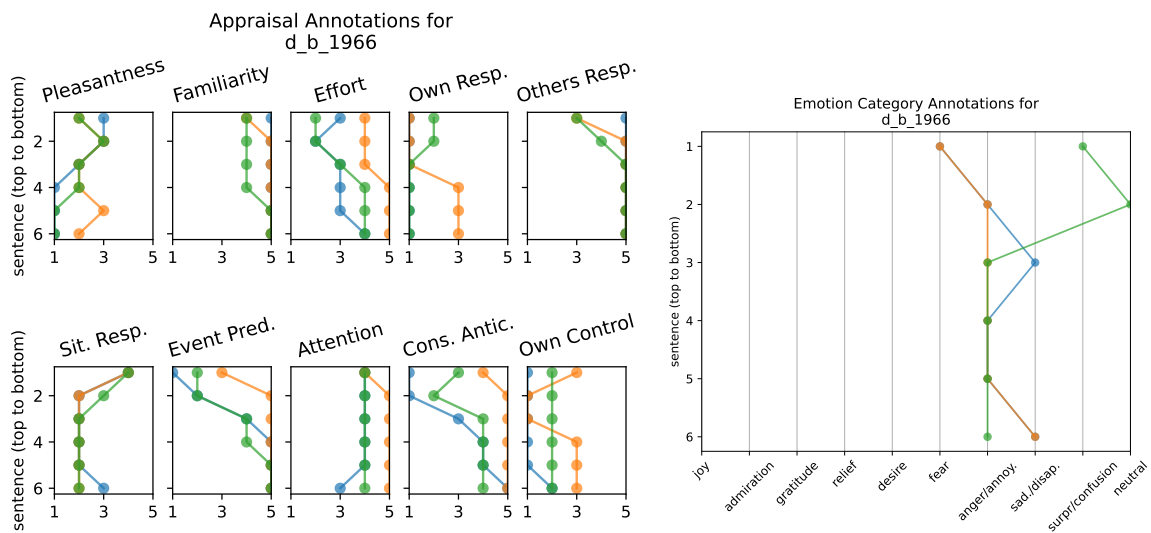 Appraisal Annotations for
d_b_1966
Pleasantness Familiarity Effort Own Resp. Others Resp.
sentence (top to bottom)
2
4
6
1 3 5 1 3 5 1 3 5 1 3 5 1 3 5
Sit. Resp. Event Pred. Attention Cons. Antic. Own Control
sentence (top to bottom)
2
4
6
1 3 5 1 3 5 1 3 5 1 3 5 1 3 5
Emotion Category Annotations for
d_b_1966
sentence (top to bottom)
1
2
3
4
5
6
joy admiration gratitude relief desire fear anger/annoy. sad./disap. surpr/confusion neutral